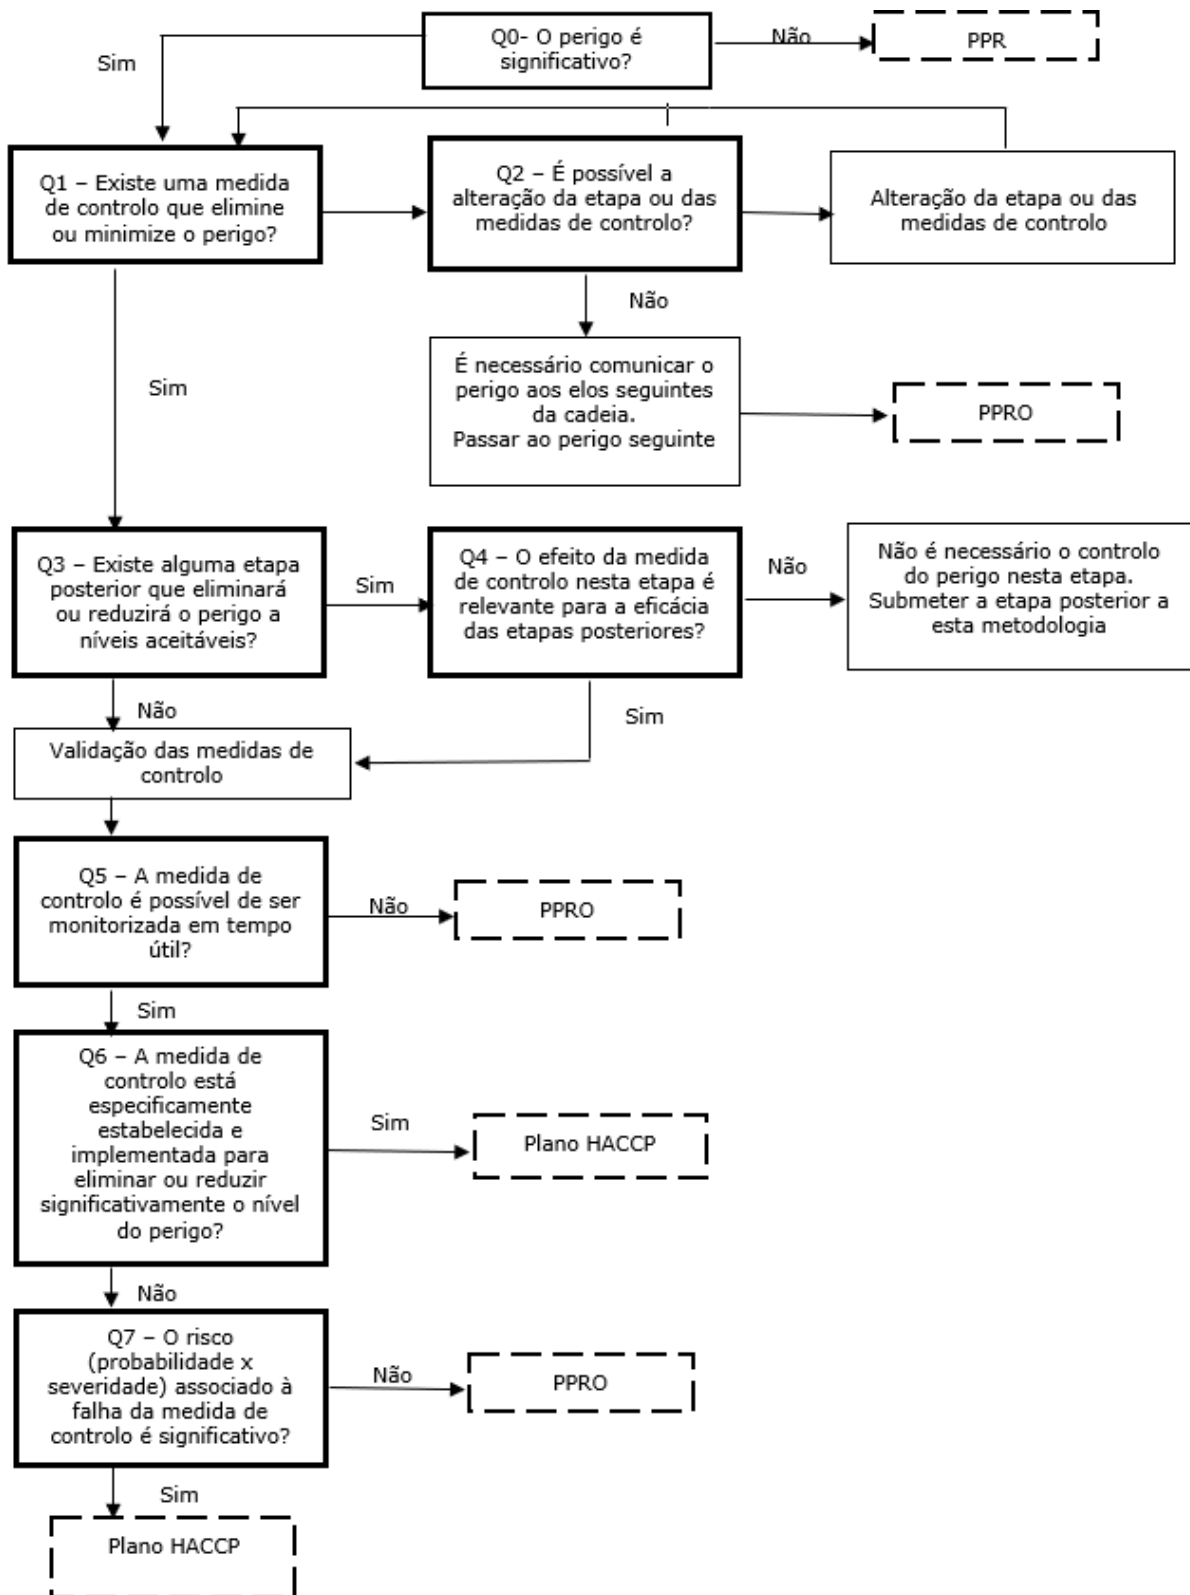 Q0- O perigo é
significativo?
Não
PPR
Sim
Q1 – Existe uma medida
de controlo que elimine
ou minimize o perigo?
Q2 – É possível a
alteração da etapa ou das
medidas de controlo?
Alteração da etapa ou das
medidas de controlo
Não
Sim
É necessário comunicar o
perigo aos elos seguintes
da cadeia.
Passar ao perigo seguinte
PPRO
Q3 – Existe alguma etapa
posterior que eliminará
ou reduzirá o perigo a
níveis aceitáveis?
Sim
Q4 – O efeito da medida
de controlo nesta etapa é
relevante para a eficácia
das etapas posteriores?
Não
Não é necessário o controlo
do perigo nesta etapa.
Submeter a etapa posterior a
esta metodologia
Não
Sim
Validação das medidas de
controlo
Q5 – A medida de
controlo é possível de ser
monitorizada em tempo
útil?
Não
PPRO
Sim
Q6 – A medida de
controlo está
especificamente
estabelecida e
implementada para
eliminar ou reduzir
significativamente o nível
do perigo?
Sim
Plano HACCP
Não
Q7 – O risco
(probabilidade x
severidade) associado à
falha da medida de
controlo é significativo?
Não
PPRO
Sim
Plano HACCP